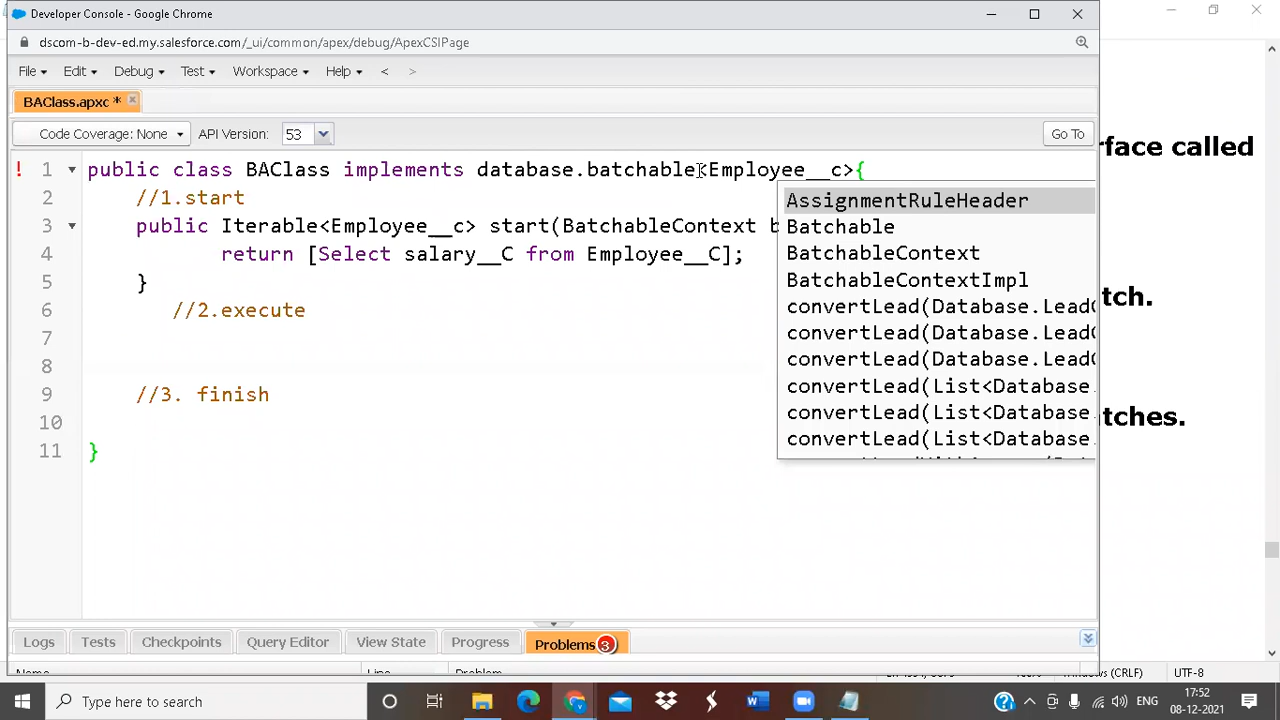 Developer Console - Google Chrome
dscom-b-dev-ed.my.salesforce.com/_ui/common/apex/debug/ApexCSIPage
File Edit Debug Test Workspace Help < >
BAClass.apxc *
Code Coverage: None API Version: 53 Go To
! 1 public class BAClass implements database.batchable<Employee__c>{
2 //1.start
3 public Iterable<Employee__c> start(BatchableContext b
4 return [Select salary__C from Employee__C];
5 }
6 //2.execute
7
8
9 //3. finish
10
11 }
AssignmentRuleHeader
Batchable
BatchableContext
BatchableContextImpl
convertLead(Database.Lead
convertLead(Database.Lead
convertLead(Database.Lead
convertLead(List<Database.
convertLead(List<Database.
convertLead(List<Database.
rface called
tch.
tches.
Logs Tests Checkpoints Query Editor View State Progress Problems 3
Name Line Problem
Windows (CRLF) UTF-8
Type here to search
ENG
17:52
08-12-2021